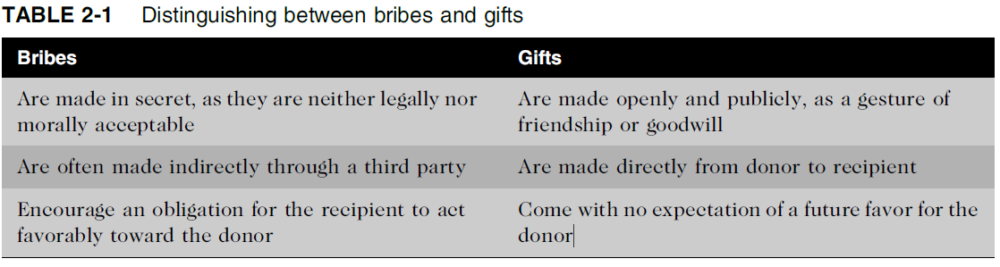 TABLE 2-1 Distinguishing between bribes and gifts
Bribes Gifts
Are made in secret, as they are neither legally nor
morally acceptable
Are made openly and publicly, as a gesture of
friendship or goodwill
Are often made indirectly through a third party
Are made directly from donor to recipient
Encourage an obligation for the recipient to act
favorably toward the donor
Come with no expectation of a future favor for the
donor